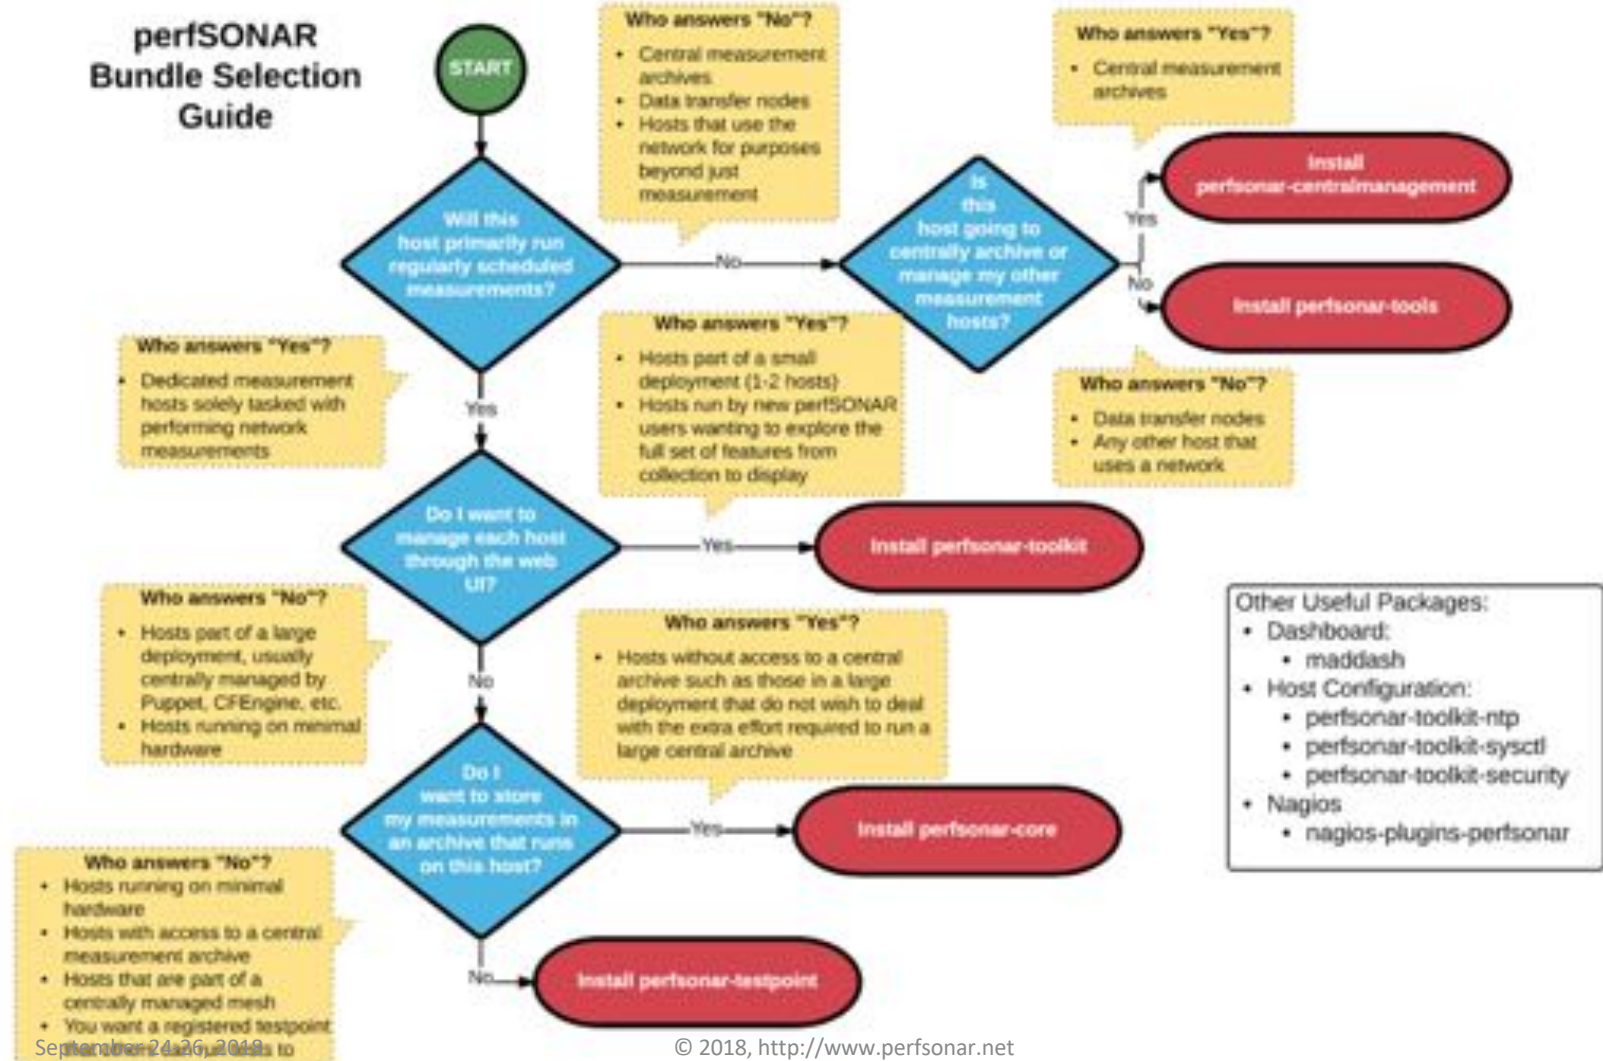 perfSONAR
Bundle Selection
Guide
START
Who answers "No"?
• Central measurement
archives
• Data transfer nodes
• Hosts that use the
network for purposes
beyond just
measurement
Who answers "Yes"?
• Central measurement
archives
Will this
host primarily run
regularly scheduled
measurements?
No
Is
this
host going to
centrally archive or
manage my other
measurement
hosts?
Yes
Install
perfsonar-centralmanagement
No
Install perfsonar-tools
Who answers "Yes"?
• Dedicated measurement
hosts solely tasked with
performing network
measurements
Yes
Who answers "Yes"?
• Hosts part of a small
deployment (1-2 hosts)
• Hosts run by new perfSONAR
users wanting to explore the
full set of features from
collection to display
Who answers "No"?
• Data transfer nodes
• Any other host that
uses a network
Do I want to
manage each host
through the web
UI?
Yes
Install perfsonar-toolkit
Who answers "No"?
• Hosts part of a large
deployment, usually
centrally managed by
Puppet, CFEngine, etc.
• Hosts running on minimal
hardware
No
Who answers "Yes"?
• Hosts without access to a central
archive such as those in a large
deployment that do not wish to deal
with the extra effort required to run a
large central archive
Other Useful Packages:
• Dashboard:
• maddash
• Host Configuration:
• perfsonar-toolkit-ntp
• perfsonar-toolkit-sysctl
• perfsonar-toolkit-security
• Nagios
• nagios-plugins-perfsonar
Do I
want to store
my measurements in
an archive that runs
on this host?
Yes
Install perfsonar-core
Who answers "No"?
• Hosts running on minimal
hardware
• Hosts with access to a central
measurement archive
• Hosts that are part of a
centrally managed mesh
• You want a registered testpoint
to
No
Install perfsonar-testpoint
September 24-26, 2018
© 2018, http://www.perfsonar.net